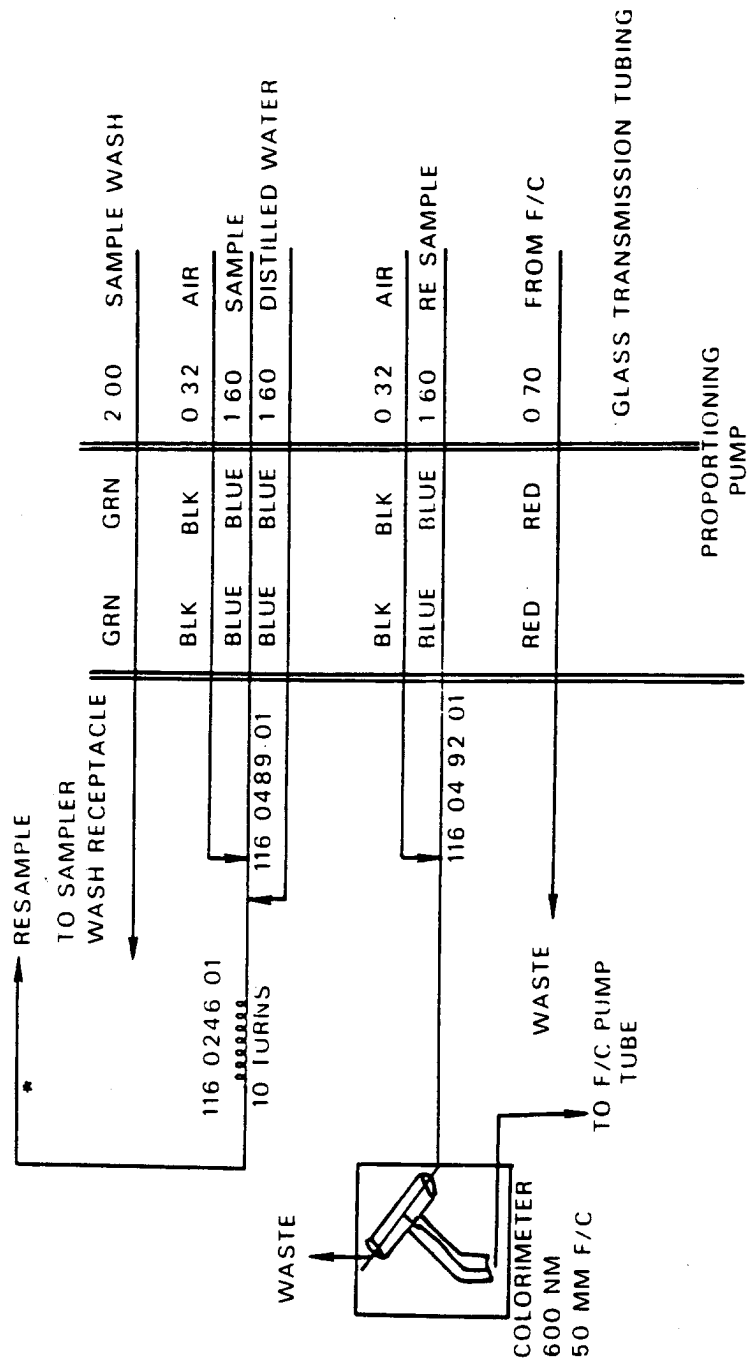 RESAMPLE
*
TO SAMPLER
WASH RECEPTACLE
GRN GRN 2 00 SAMPLE WASH
BLK BLK 0 32 AIR
BLUE BLUE 1 60 SAMPLE
BLUE BLUE 1 60 DISTILLED WATER
116 0246 01
10 TURNS
116 0489 01
BLK BLK 0 32 AIR
BLUE BLUE 1 60 RE SAMPLE
116 04 92 01
RED RED 0 70 FROM F/C
WASTE
WASTE
TO F/C PUMP
TUBE
COLORIMETER
600 NM
50 MM F/C
GLASS TRANSMISSION TUBING
PROPORTIONING
PUMP